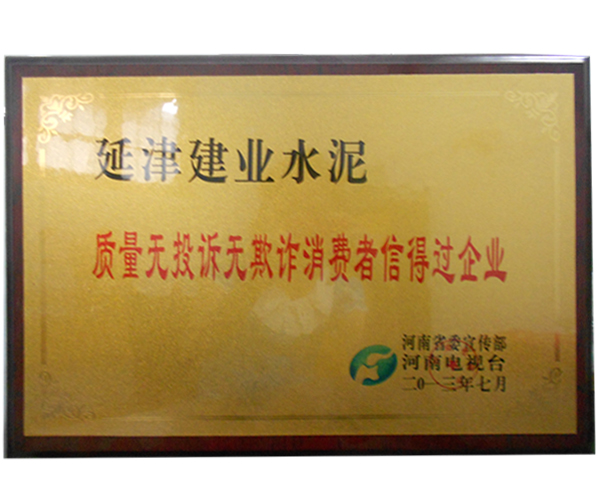 延津建业水泥
质量无投诉无欺诈消费者信得过企业
河南省委宣传部
河南电视台
二0一三年七月